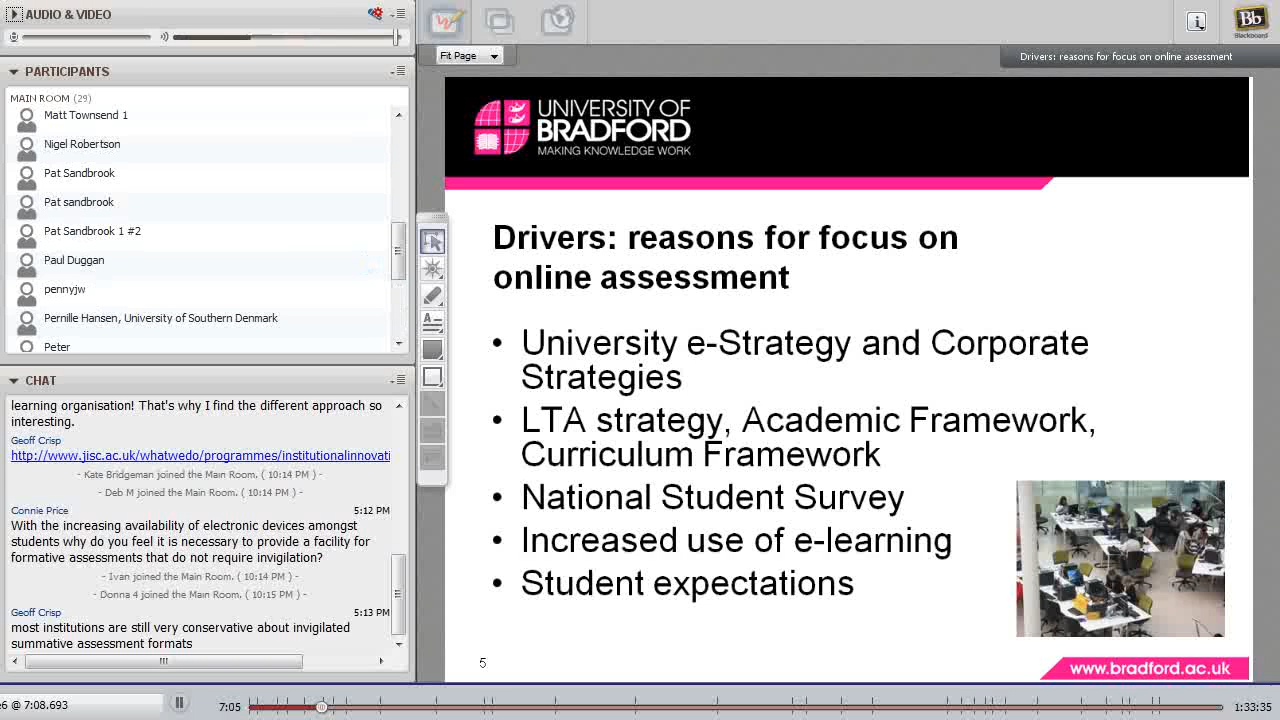 AUDIO & VIDEO
PARTICIPANTS
MAIN ROOM (29)
Matt Townsend 1
Nigel Robertson
Pat Sandbrook
Pat sandbrook
Pat Sandbrook 1 #2
Paul Duggan
pennyjw
Pernille Hansen, University of Southern Denmark
Peter
CHAT
learning organisation! That's why I find the different approach so
interesting.
Geoff Crisp
http://www.jisc.ac.uk/whatwedo/programmes/institutionalinnovati
- Kate Bridgeman joined the Main Room. ( 10:14 PM ) -
- Deb M joined the Main Room. ( 10:14 PM ) -
Connie Price 5:12 PM
With the increasing availability of electronic devices amongst
students why do you feel it is necessary to provide a facility for
formative assessments that do not require invigilation?
- Ivan joined the Main Room. ( 10:14 PM ) -
- Donna 4 joined the Main Room. ( 10:15 PM ) -
Geoff Crisp 5:13 PM
most institutions are still very conservative about invigilated
summative assessment formats
Fit Page
Bb
Blackboard
Drivers: reasons for focus on online assessment
UNIVERSITY OF
BRADFORD
MAKING KNOWLEDGE WORK
Drivers: reasons for focus on
online assessment
• University e-Strategy and Corporate
Strategies
• LTA strategy, Academic Framework,
Curriculum Framework
• National Student Survey
• Increased use of e-learning
• Student expectations
5
www.bradford.ac.uk
@ 7:08.693
7:05
1:33:35